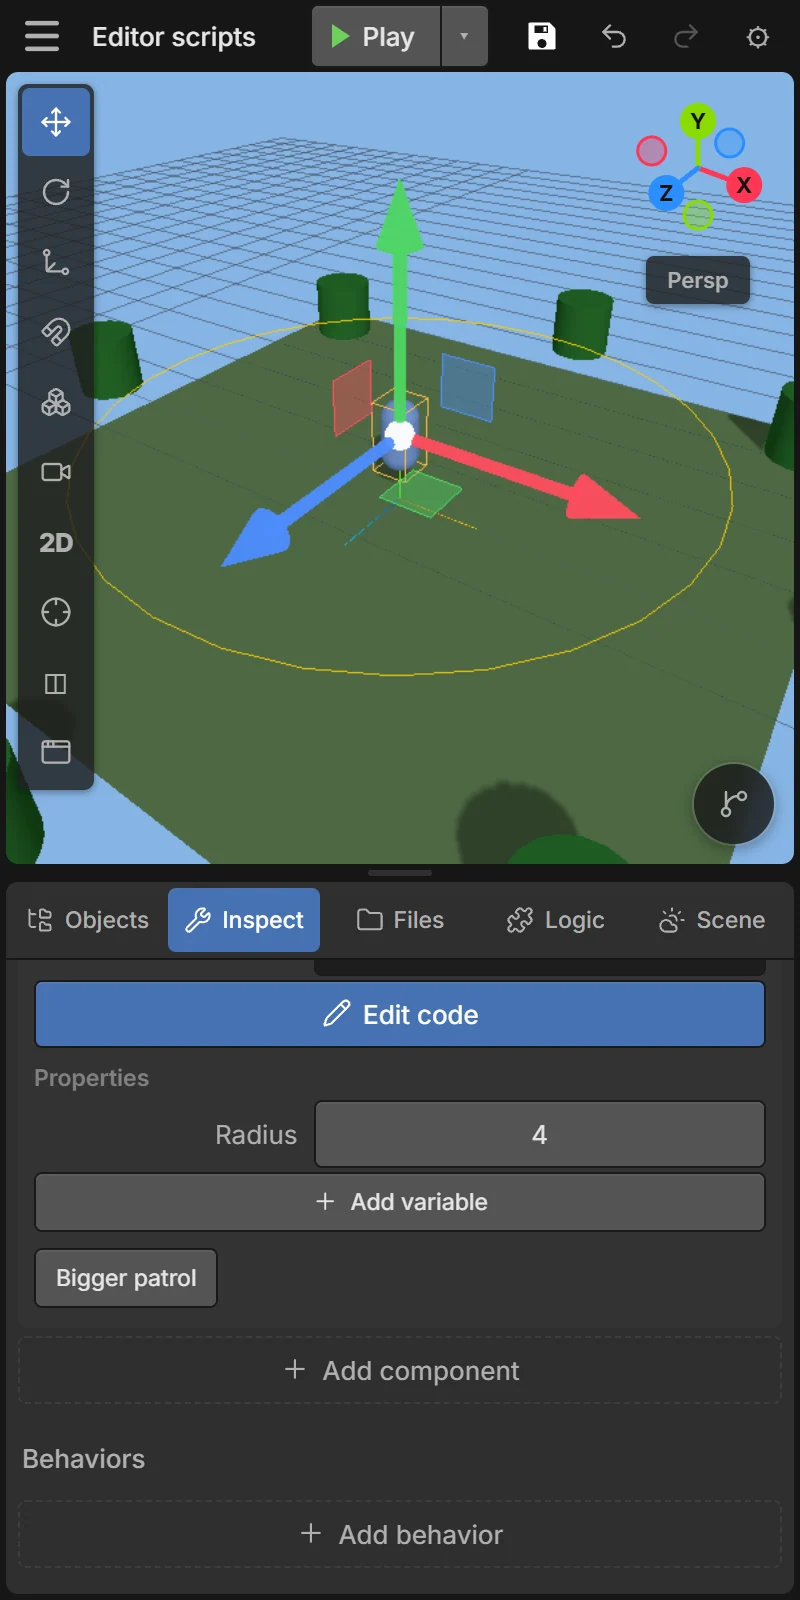 Editor scripts
Play
Y
X
Z
Persp
2D
Objects
Inspect
Files
Logic
Scene
Edit code
Properties
Radius
4
Add variable
Bigger patrol
Add component
Behaviors
Add behavior